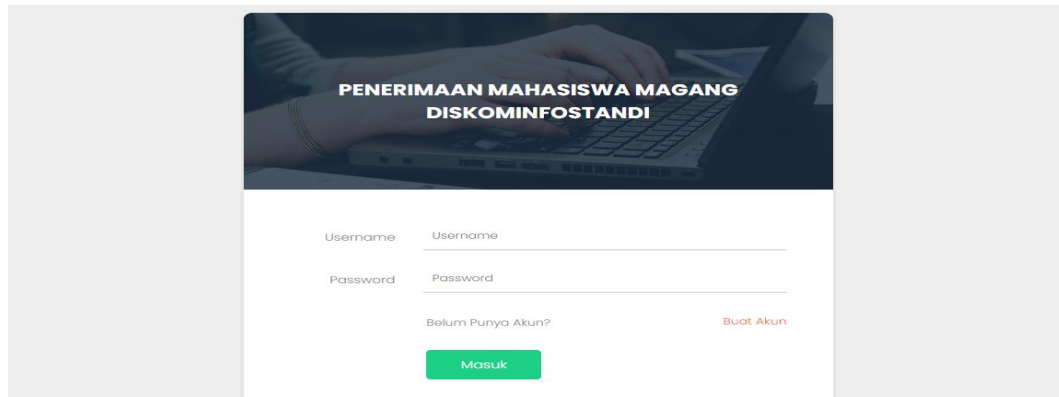 PENERIMAAN MAHASISWA MAGANG
DISKOMINFOSTANDI
Username Username
Password Password
Belum Punya Akun? Buat Akun
Masuk